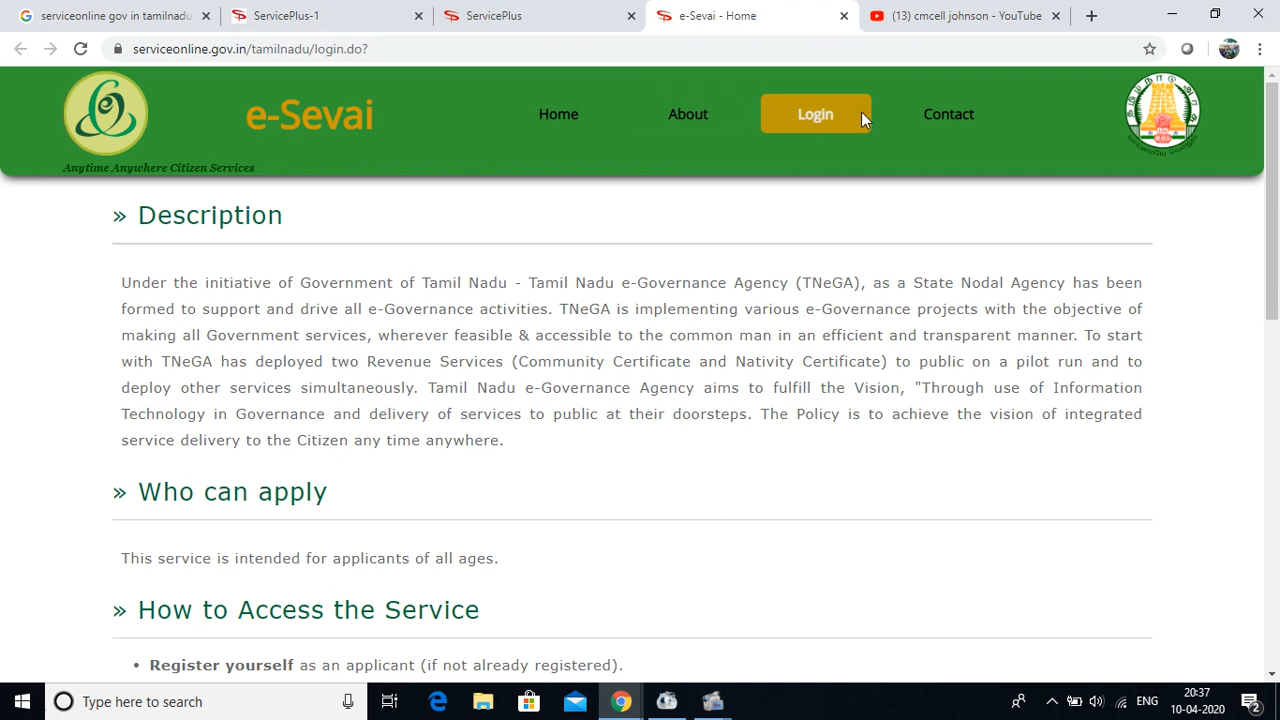 serviceonline gov in tamilnadu
ServicePlus-1
ServicePlus
e-Sevai - Home
(13) cmcell johnson - YouTube
serviceonline.gov.in/tamilnadu/login.do?
e-Sevai
Home
About
Login
Contact
Anytime Anywhere Citizen Services
» Description
Under the initiative of Government of Tamil Nadu - Tamil Nadu e-Governance Agency (TNeGA), as a State Nodal Agency has been
formed to support and drive all e-Governance activities. TNeGA is implementing various e-Governance projects with the objective of
making all Government services, wherever feasible & accessible to the common man in an efficient and transparent manner. To start
with TNeGA has deployed two Revenue Services (Community Certificate and Nativity Certificate) to public on a pilot run and to
deploy other services simultaneously. Tamil Nadu e-Governance Agency aims to fulfill the Vision, "Through use of Information
Technology in Governance and delivery of services to public at their doorsteps. The Policy is to achieve the vision of integrated
service delivery to the Citizen any time anywhere.
» Who can apply
This service is intended for applicants of all ages.
» How to Access the Service
• Register yourself as an applicant (if not already registered).
Type here to search
ENG
20:37
10-04-2020
2